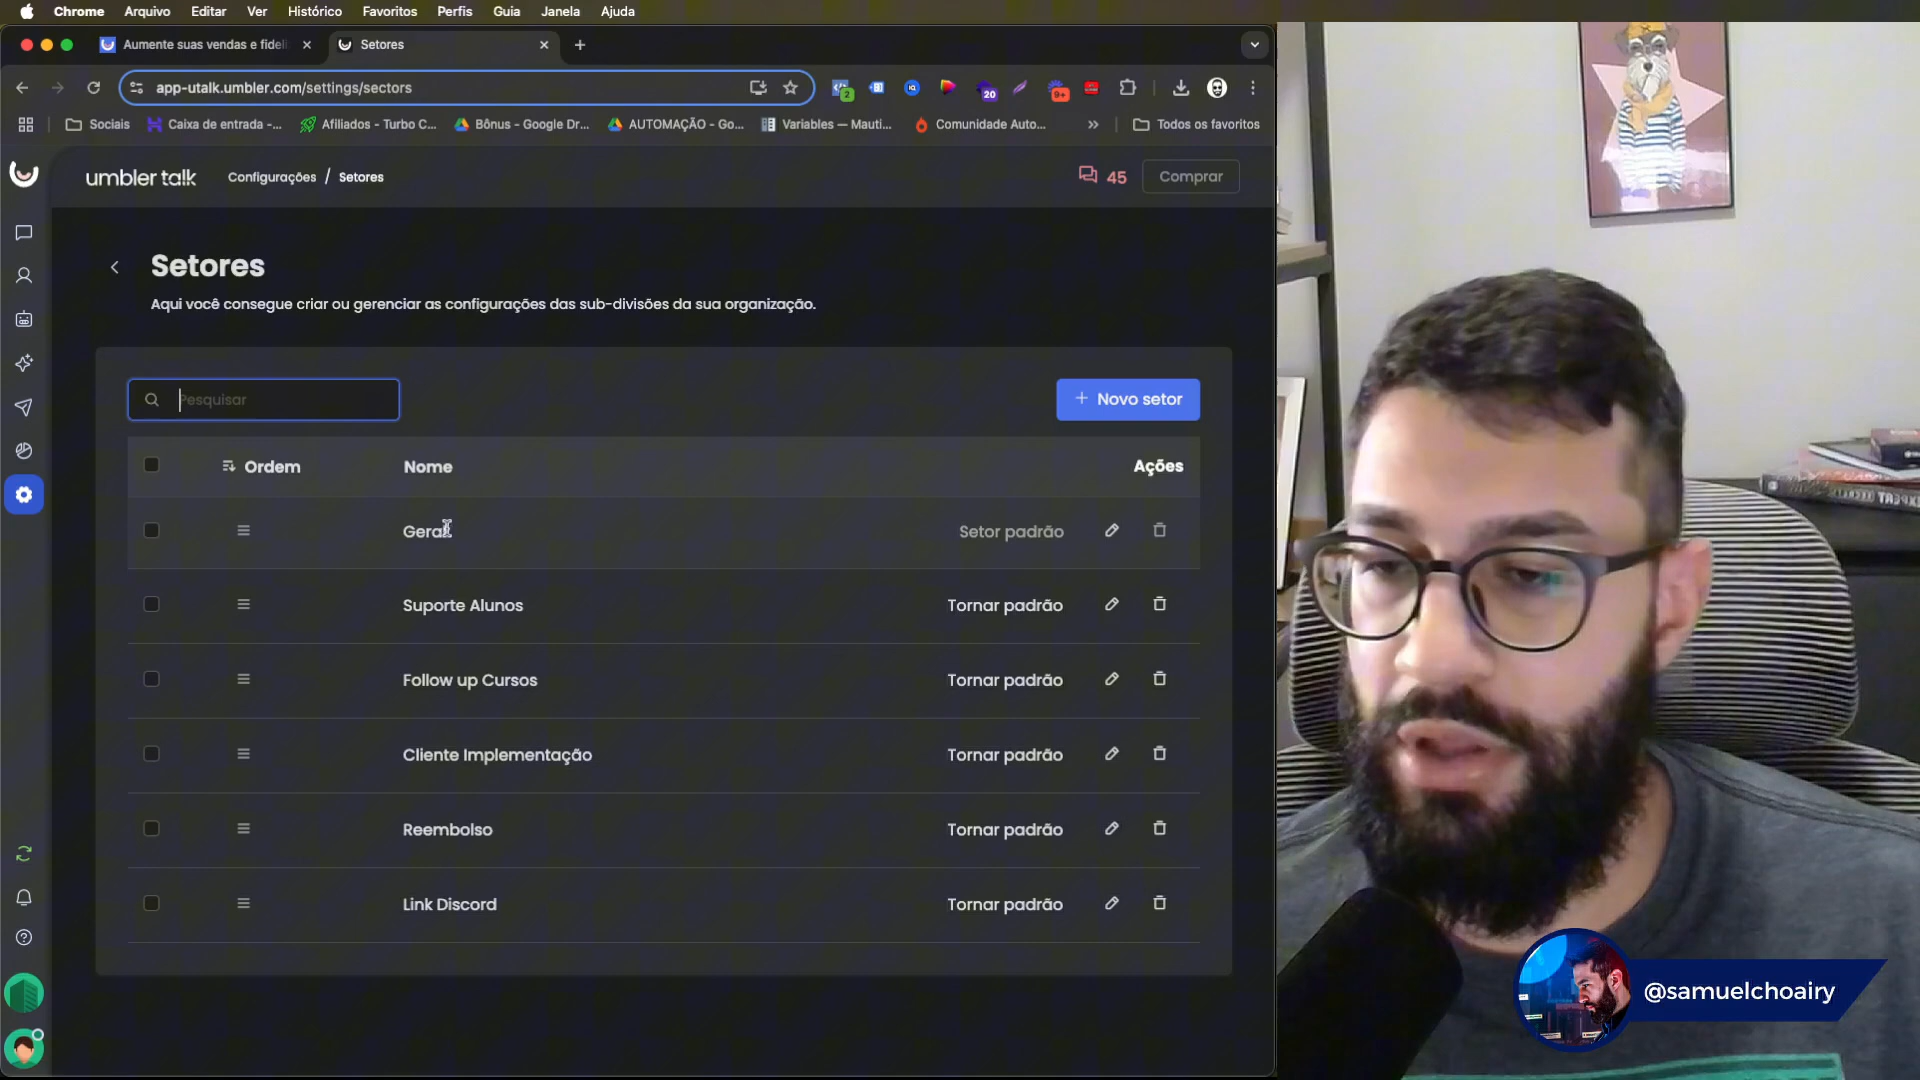 Chrome Arquivo Editar Ver Histórico Favoritos Perfis Guia Janela Ajuda
Aumente suas vendas e fideli
Setores
app-utalk.umbler.com/settings/sectors
2
20
9+
Sociais
Caixa de entrada -...
Afiliados - Turbo C...
Bônus - Google Dr...
AUTOMAÇÃO - Go...
Variables — Mauti...
Comunidade Auto...
»
Todos os favoritos
umbler talk
Configurações / Setores
45
Comprar
Setores
Aqui você consegue criar ou gerenciar as configurações das sub-divisões da sua organização.
Pesquisar
+ Novo setor
Ordem Nome Ações
Geral Setor padrão
Suporte Alunos Tornar padrão
Follow up Cursos Tornar padrão
Cliente Implementação Tornar padrão
Reembolso Tornar padrão
Link Discord Tornar padrão
@samuelchoairy